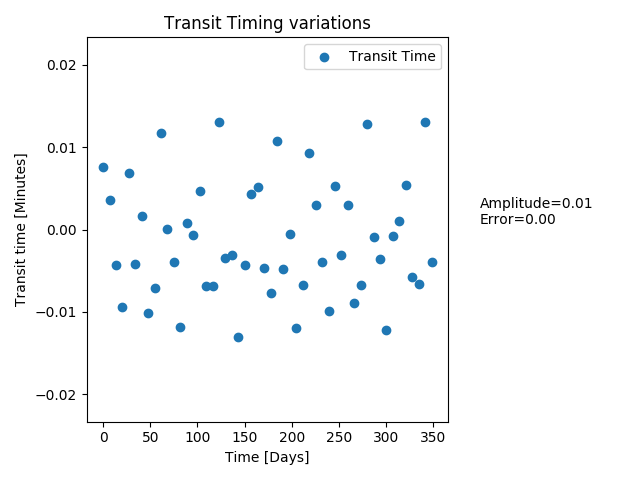 Transit Timing variations
Transit Time
0.02
0.01
0.00
−0.01
−0.02
Transit time [Minutes]
0 50 100 150 200 250 300 350
Time [Days]
Amplitude=0.01
Error=0.00